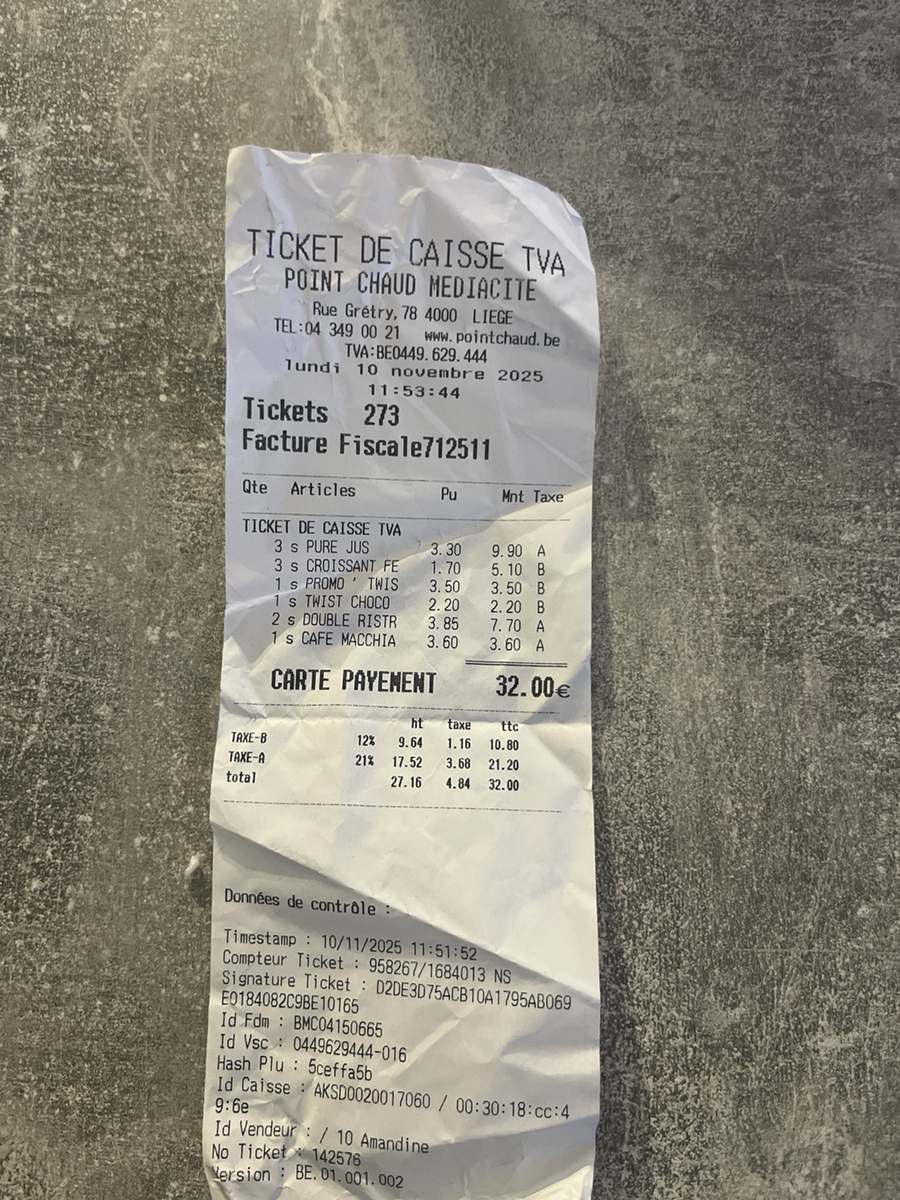 TICKET DE CAISSE TVA
POINT CHAUD MEDIACITE
Rue Grétry, 78 4000 LIEGE
TEL:04 349 00 21 www.pointchaud.be
TVA:BE0449.629.444
lundi 10 novembre 2025
11:53:44
Tickets 273
Facture Fiscale712511
Qte Articles Pu Mnt Taxe
TICKET DE CAISSE TVA
3 s PURE JUS 3.30 9.90 A
3 s CROISSANT FE 1.70 5.10 B
1 s PROMO ' TWIS 3.50 3.50 B
1 s TWIST CHOCO 2.20 2.20 B
2 s DOUBLE RISTR 3.85 7.70 A
1 s CAFE MACCHIA 3.60 3.60 A
CARTE PAYEMENT 32.00€
ht taxe ttc
TAXE-B 12% 9.64 1.16 10.80
TAXE-A 21% 17.52 3.68 21.20
total 27.16 4.84 32.00
Données de contrôle :
Timestamp : 10/11/2025 11:51:52
Compteur Ticket : 958267/1684013 NS
Signature Ticket : D2DE3D75ACB10A1795AB069
E0184082C9BE10165
Id Fdm : BMC04150665
Id Vsc : 0449629444-016
Hash Plu : 5ceffa5b
Id Caisse : AKSD0020017060 / 00:30:18:cc:4
9:6e
Id Vendeur : / 10 Amandine
No Ticket : 142576
Version : BE.01.001.002